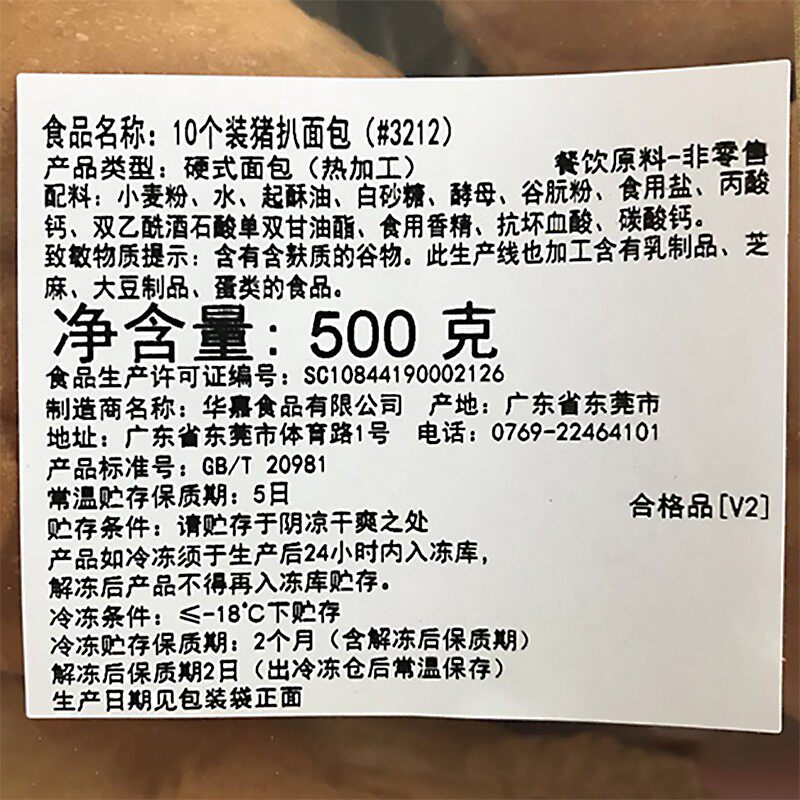 食品名称：10个装猪扒面包（#3212）
产品类型：硬式面包（热加工） 餐饮原料-非零售
配料：小麦粉、水、起酥油、白砂糖、酵母、谷朊粉、食用盐、丙酸
钙、双乙酰酒石酸单双甘油酯、食用香精、抗坏血酸、碳酸钙。
致敏物质提示：含有含麸质的谷物。此生产线也加工含有乳制品、芝
麻、大豆制品、蛋类的食品。
净含量：500 克
食品生产许可证编号：SC10844190002126
制造商名称：华嘉食品有限公司 产地：广东省东莞市
地址：广东省东莞市体育路1号 电话：0769-22464101
产品标准号：GB/T 20981
常温贮存保质期：5日
合格品[V2]
贮存条件：请贮存于阴凉干爽之处
产品如冷冻须于生产后24小时内入冻库，
解冻后产品不得再入冻库贮存。
冷冻条件：≤-18℃下贮存
冷冻贮存保质期：2个月（含解冻后保质期）
解冻后保质期2日（出冷冻仓后常温保存）
生产日期见包装袋正面